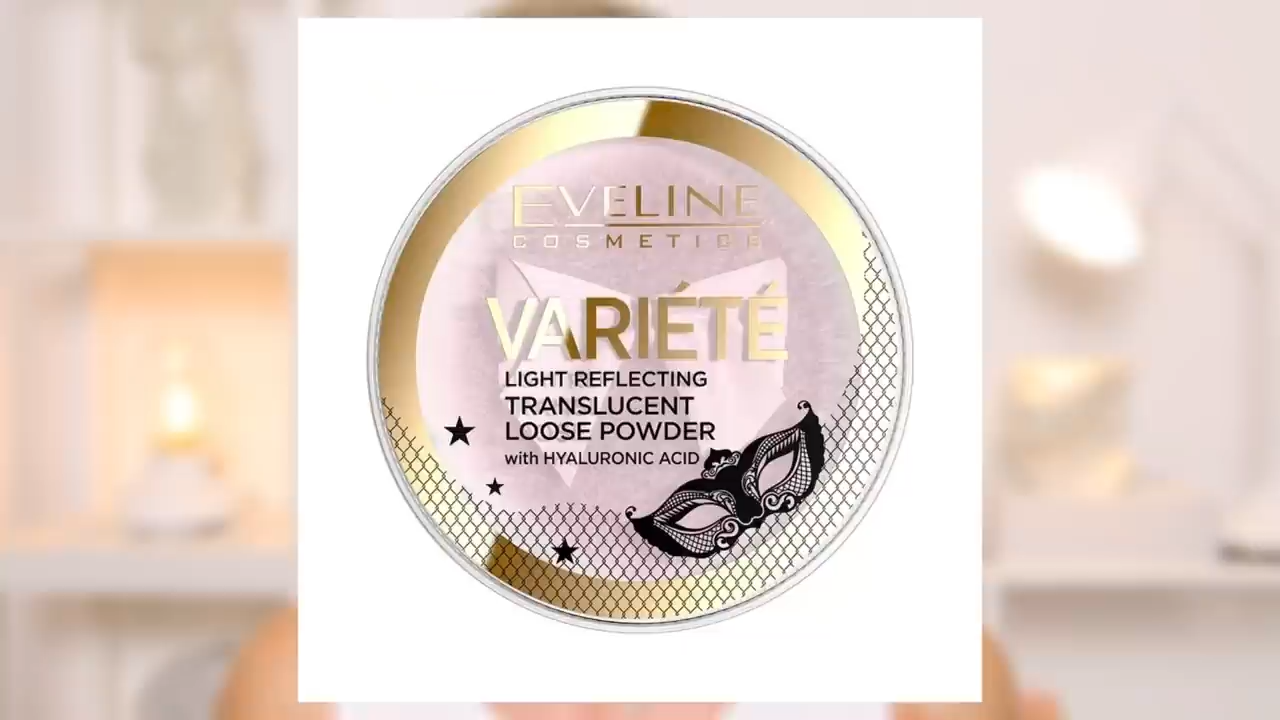 EVELINE
COSMETICS
VARIÉTÉ
LIGHT REFLECTING
TRANSLUCENT
LOOSE POWDER
with HYALURONIC ACID